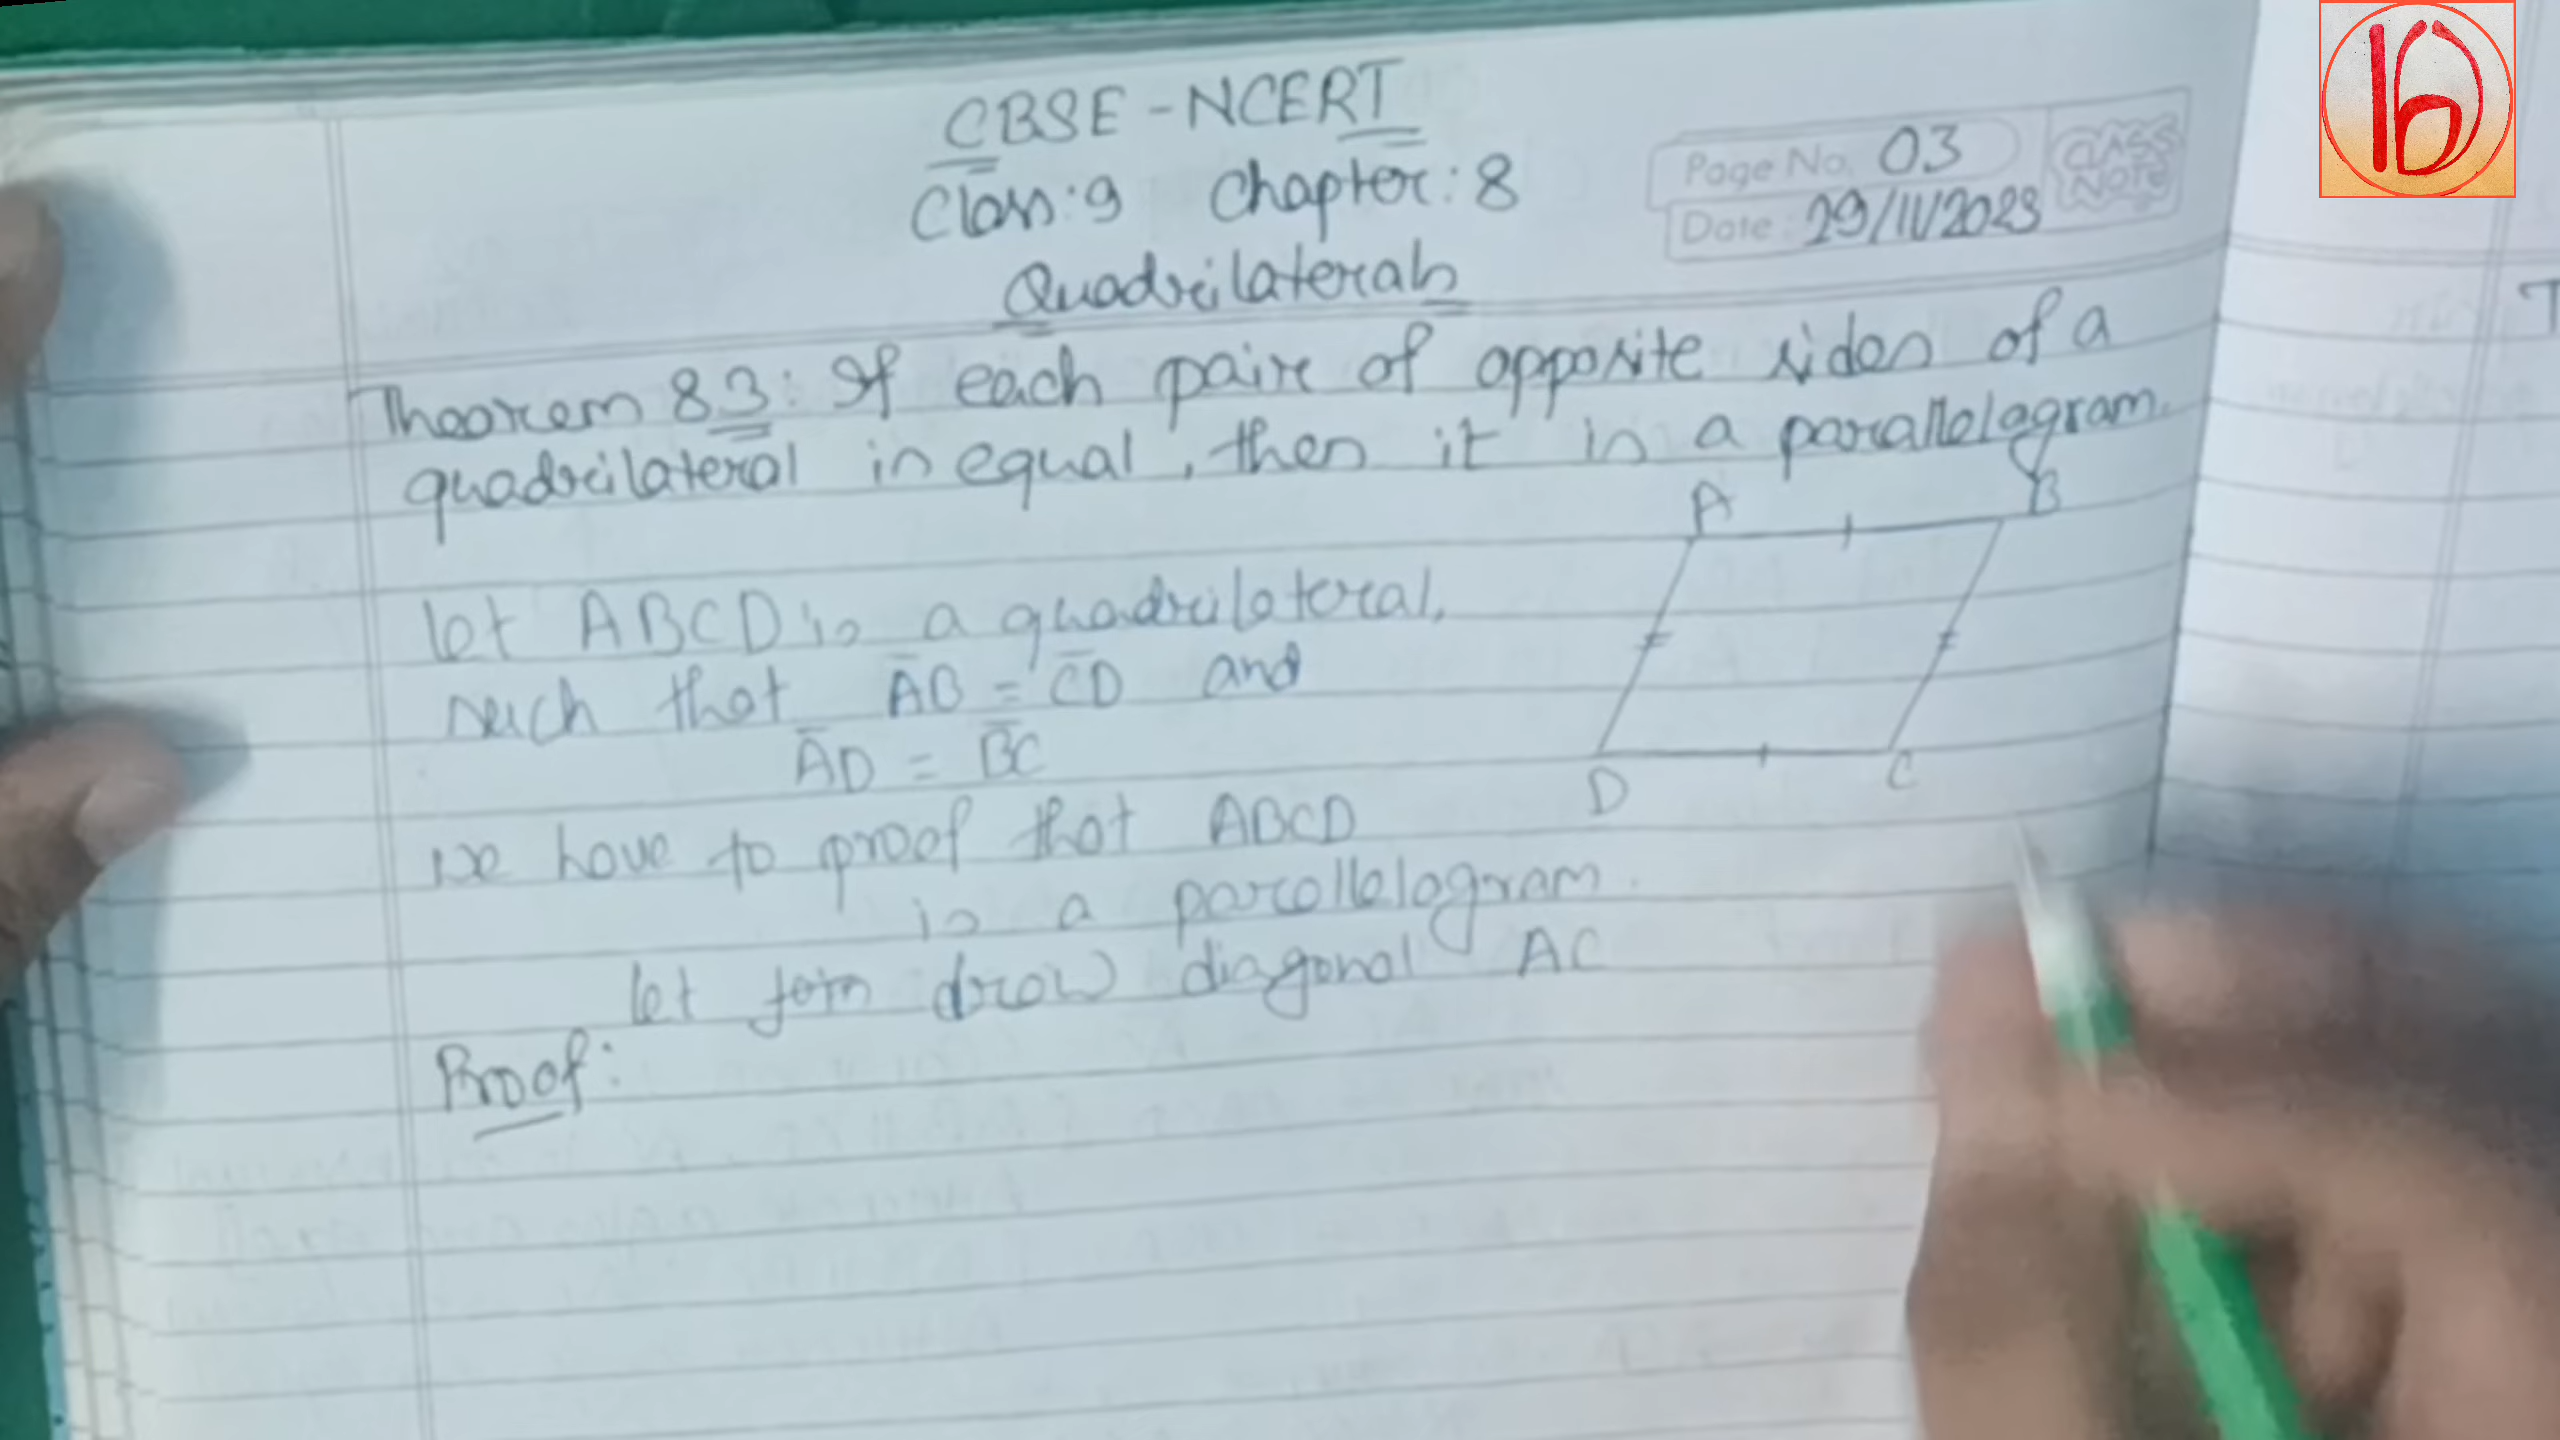 CBSE - NCERT
Page No. 03
CLASS NOTE
Class: 9 Chapter: 8
Date: 29/11/2023
Quadrilaterals
Theorem 8.3: If each pair of opposite sides of a
quadrilateral is equal, then it is a parallelogram.
A B
let ABCD is a quadrilateral,
such that AB = CD and
AD = BC
D C
we have to proof that ABCD
is a parallelogram.
let join draw diagonal AC
Proof: